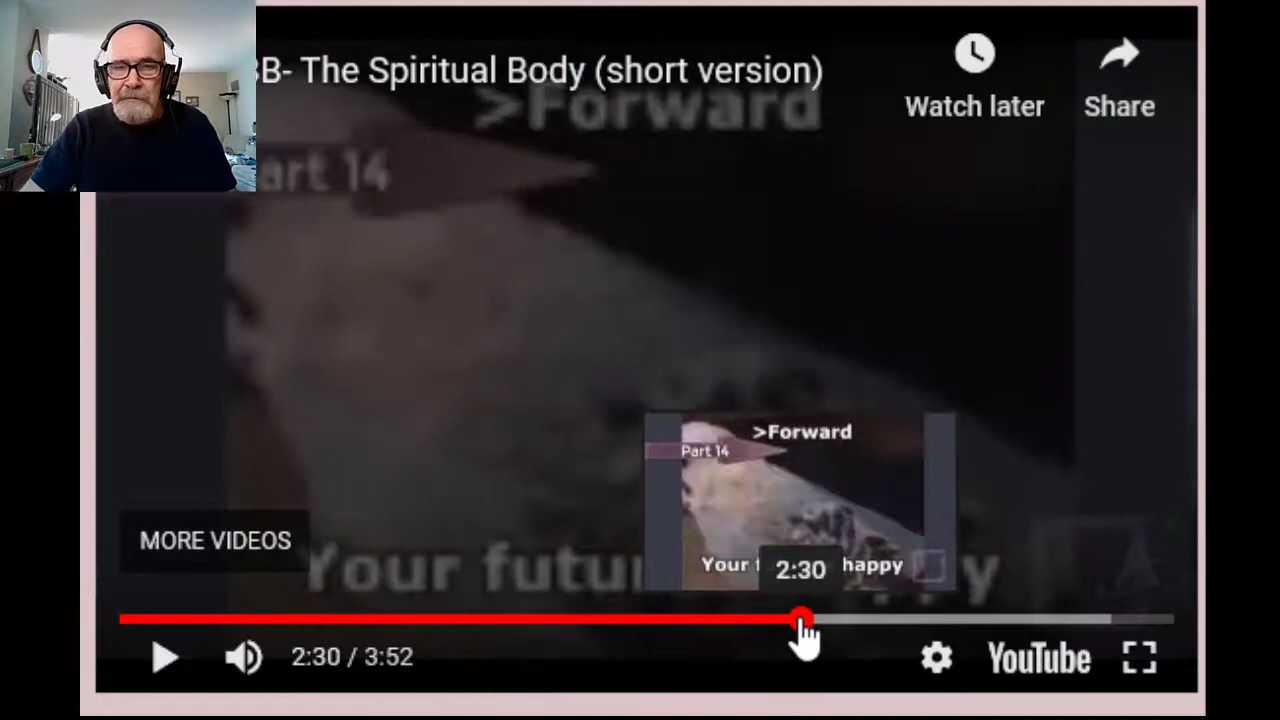 B- The Spiritual Body (short version)
Watch later
Share
>Forward
art 14
>Forward
Part 14
MORE VIDEOS
Your futu
y
Your f
happy
2:30
2:30 / 3:52
YouTube